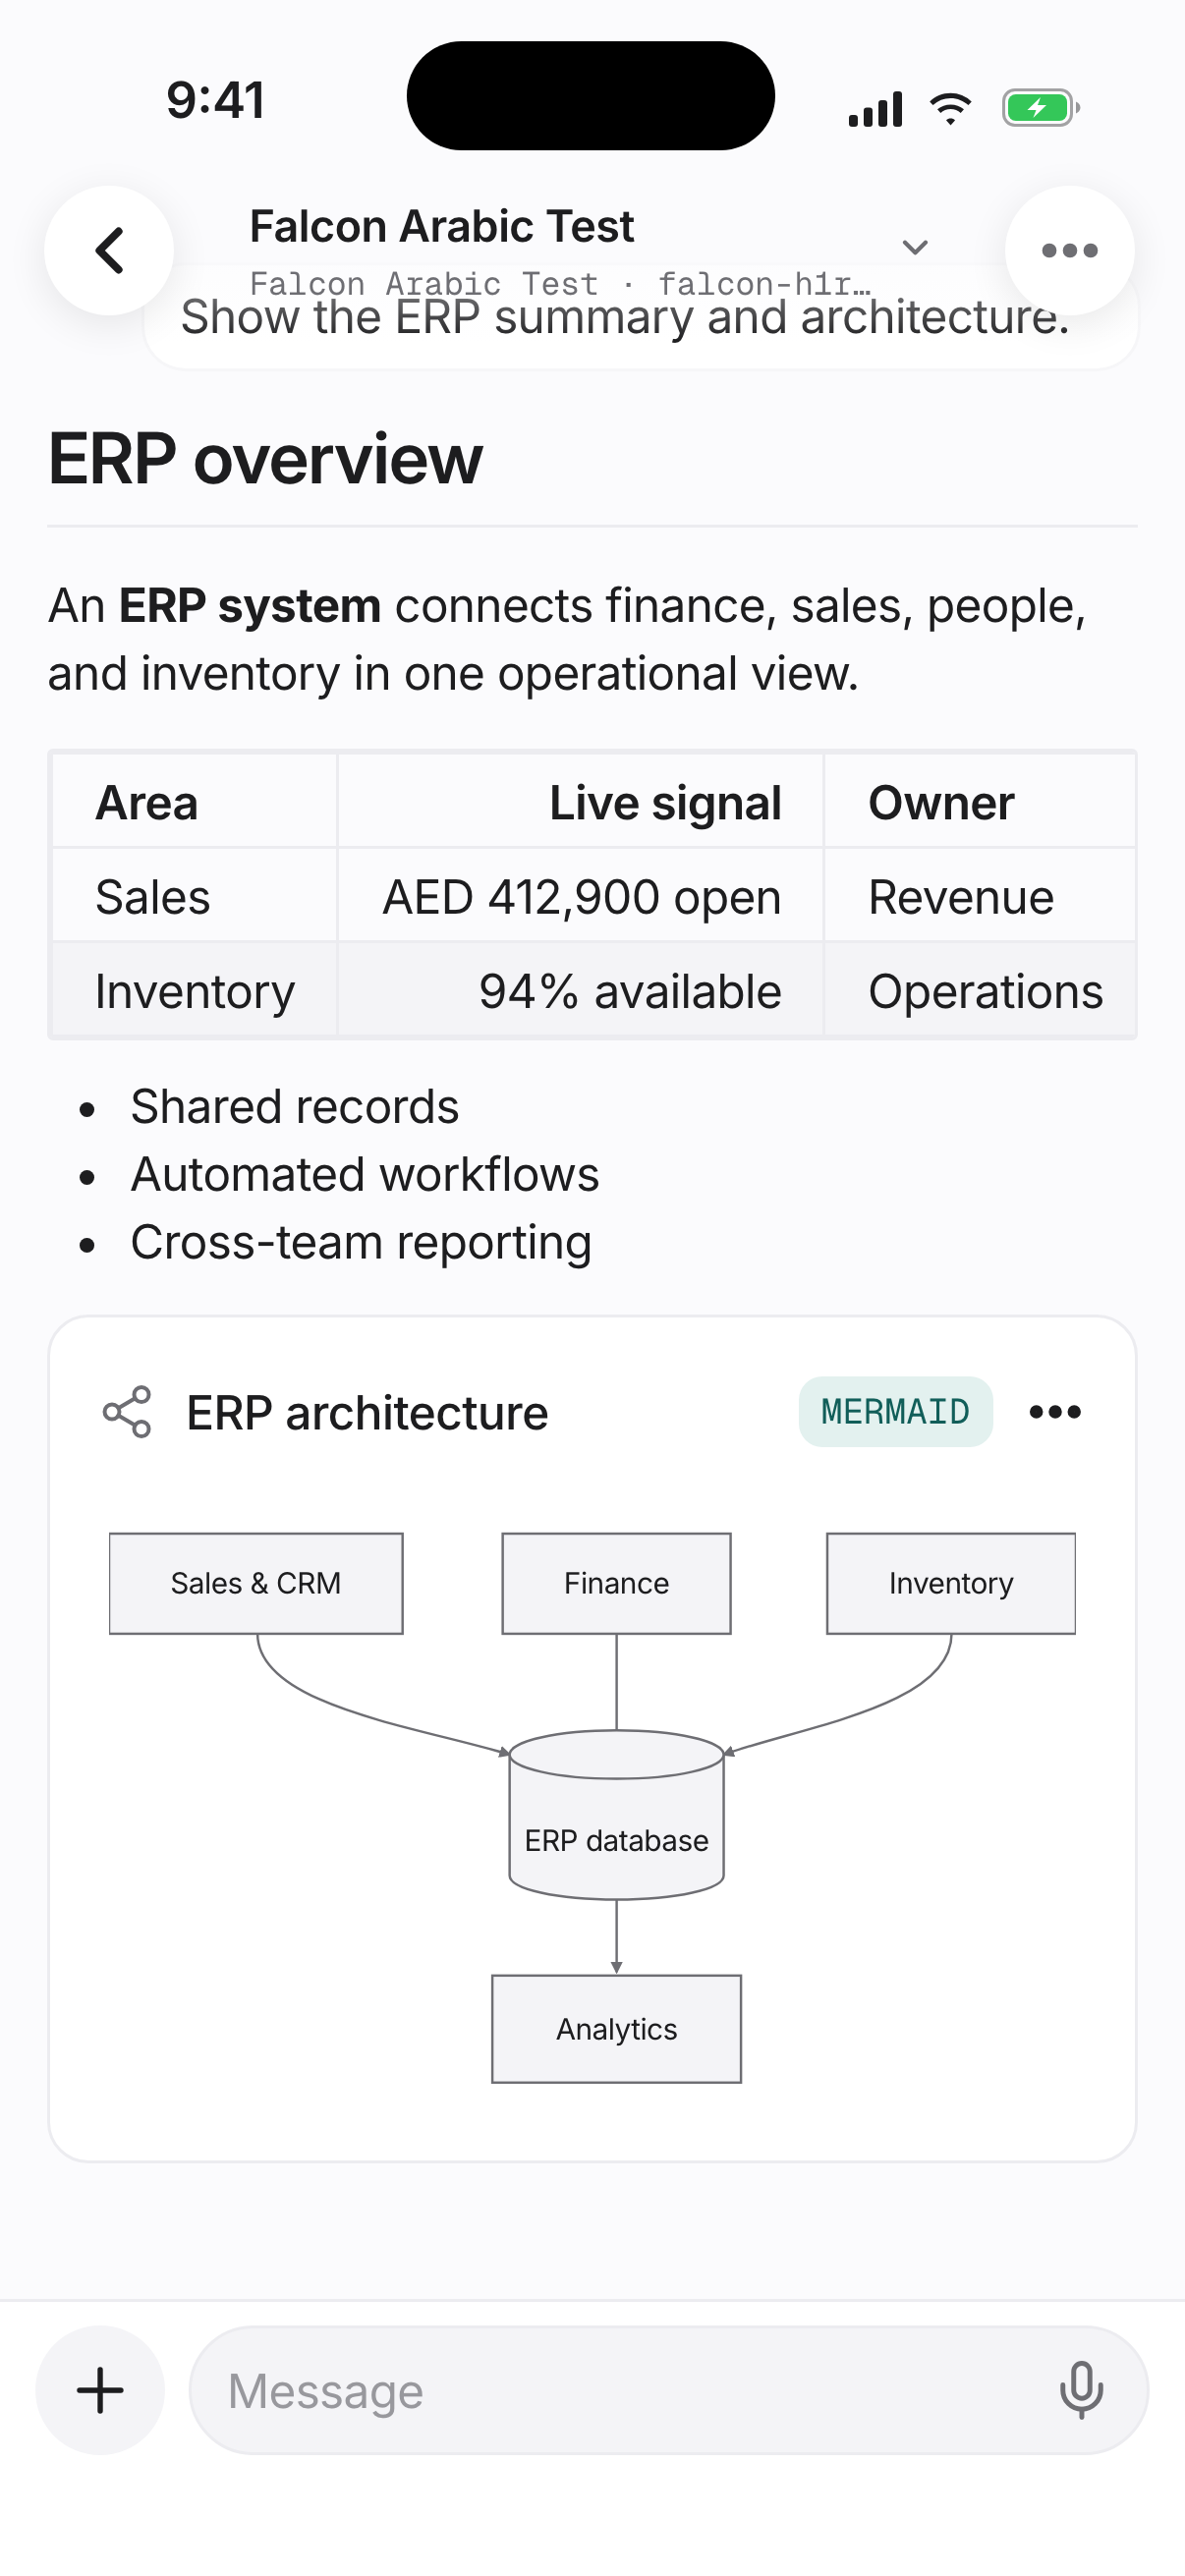 9:41
Falcon Arabic Test
Falcon Arabic Test · falcon-h1r…
Show the ERP summary and architecture.
ERP overview
An ERP system connects finance, sales, people,
and inventory in one operational view.
Area Live signal Owner
Sales AED 412,900 open Revenue
Inventory 94% available Operations
• Shared records
• Automated workflows
• Cross-team reporting
ERP architecture MERMAID
Sales & CRM Finance Inventory
ERP database
Analytics
Message